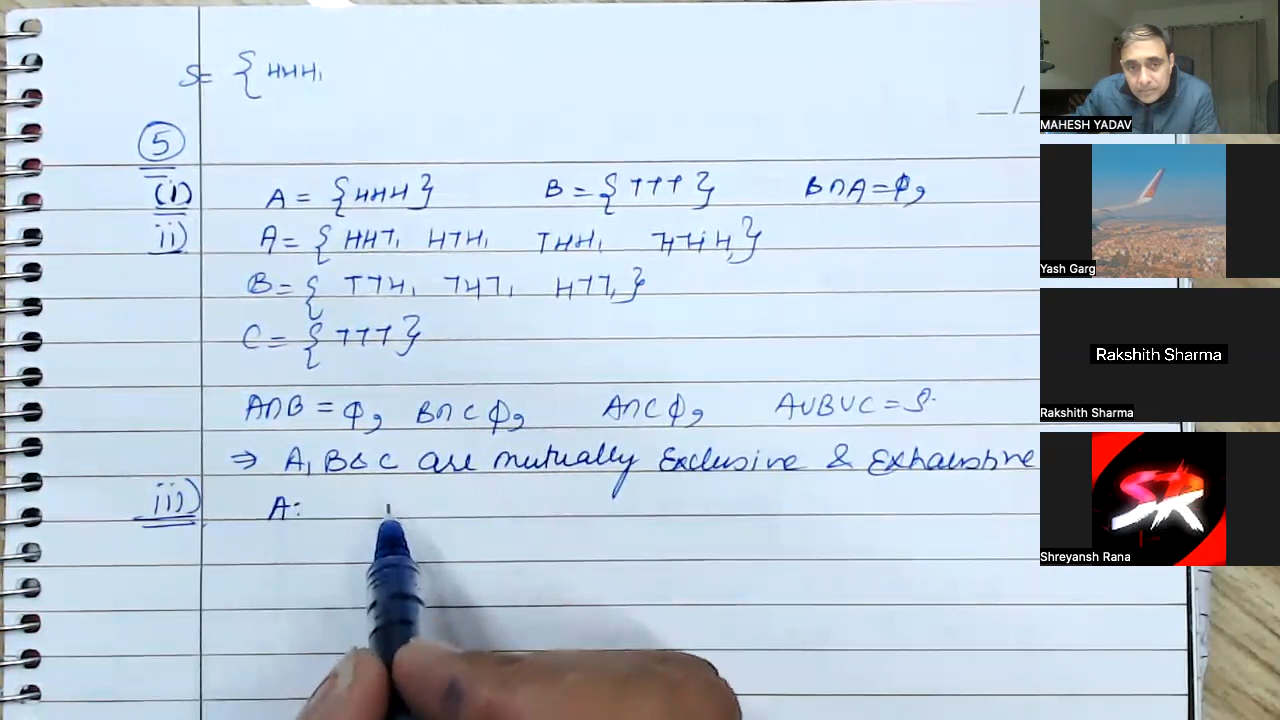 S= { HHH,
5
(i) A = {HHH} B = {TTT} B∩A=ϕ,
ii) A= { HHT, HTH, THH, HHH,}
B= { TTH, THT, HTT,}
C= { TTT}
A∩B = ϕ, B∩C ϕ, A∩C ϕ, A∪B∪C = S.
⇒ A, B & C are mutually Exclusive & Exhaustive
iii) A:
MAHESH YADAV
Yash Garg
Rakshith Sharma
Rakshith Sharma
SR
Shreyansh Rana